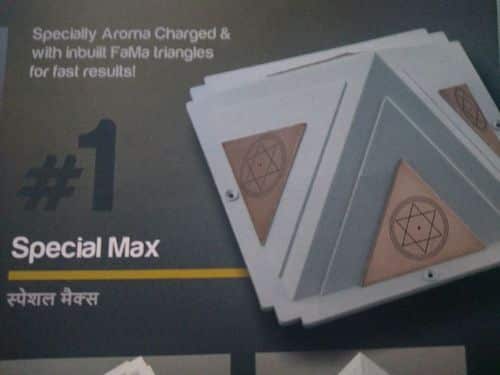 Specially Aroma Charged &
with inbuilt FaMa triangles
for fast results!
#1
Special Max
स्पेशल मैक्स